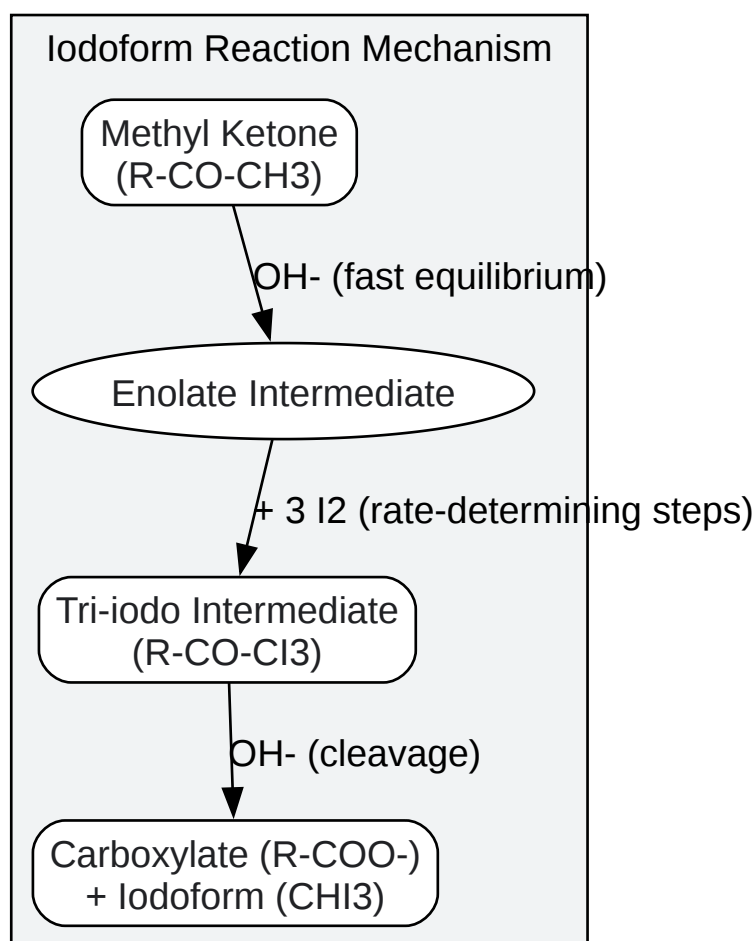 Iodoform Reaction Mechanism
Methyl Ketone
(R-CO-CH3)
OH- (fast equilibrium)
Enolate Intermediate
+ 3 I2 (rate-determining steps)
Tri-iodo Intermediate
(R-CO-CI3)
OH- (cleavage)
Carboxylate (R-COO-)
+ Iodoform (CHI3)